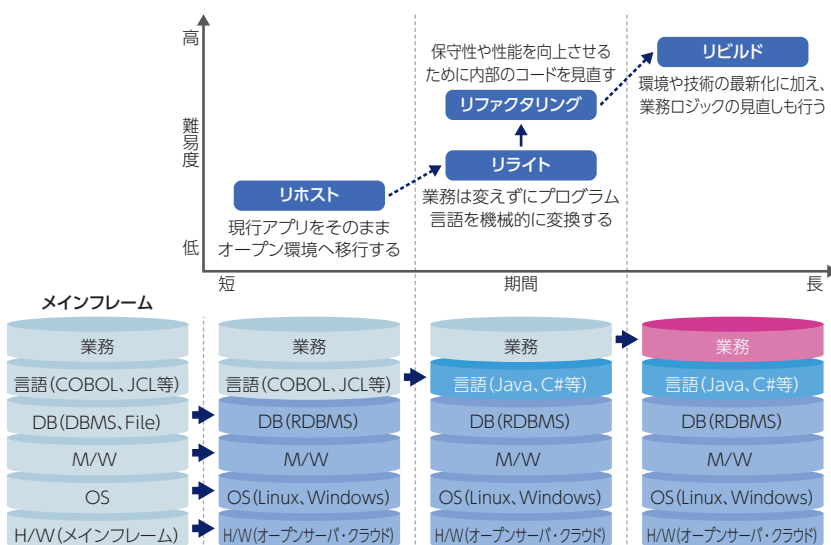 高
難易度
低
保守性や性能を向上させる
ために内部のコードを見直す
リファクタリング
リビルド
環境や技術の最新化に加え、
業務ロジックの見直しも行う
リホスト
現行アプリをそのまま
オープン環境へ移行する
リライト
業務は変えずにプログラム
言語を機械的に変換する
短
期間
長
メインフレーム
業務
言語(COBOL、JCL等)
DB(DBMS、File)
M/W
OS
H/W(メインフレーム)
業務
言語(COBOL、JCL等)
DB(RDBMS)
M/W
OS(Linux、Windows)
H/W(オープンサーバ・クラウド)
業務
言語(Java、C#等)
DB(RDBMS)
M/W
OS(Linux、Windows)
H/W(オープンサーバ・クラウド)
業務
言語(Java、C#等)
DB(RDBMS)
M/W
OS(Linux、Windows)
H/W(オープンサーバ・クラウド)